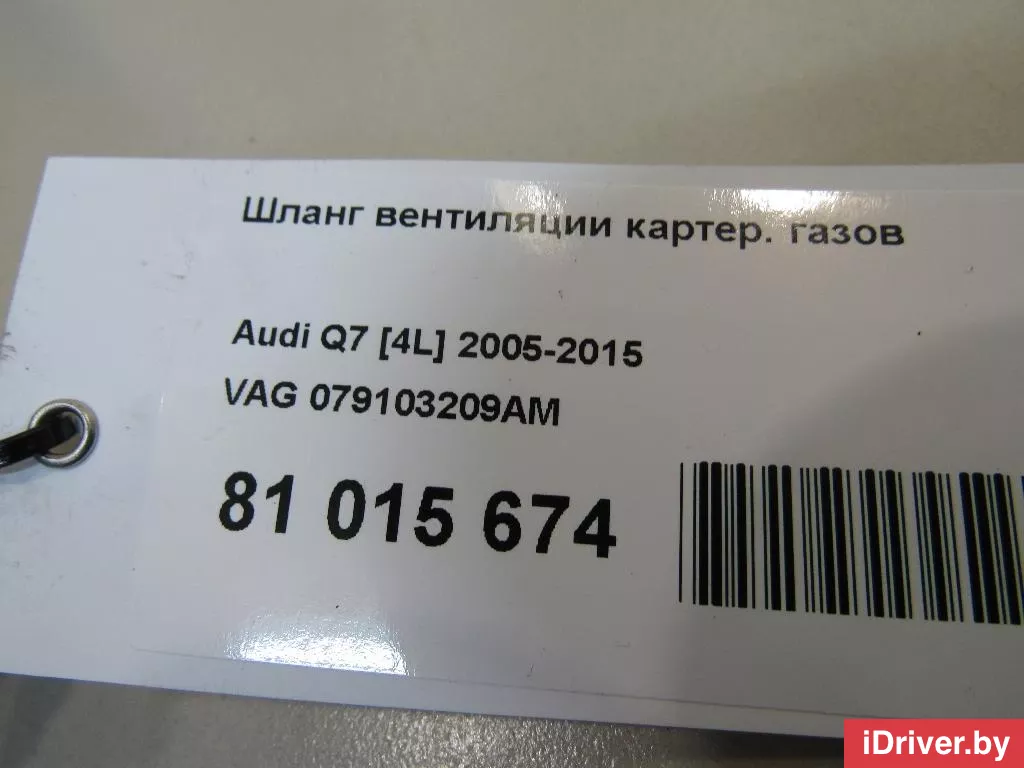 Шланг вентиляции картер. газов
Audi Q7 [4L] 2005-2015
VAG 079103209AM
81 015 674
iDriver.by